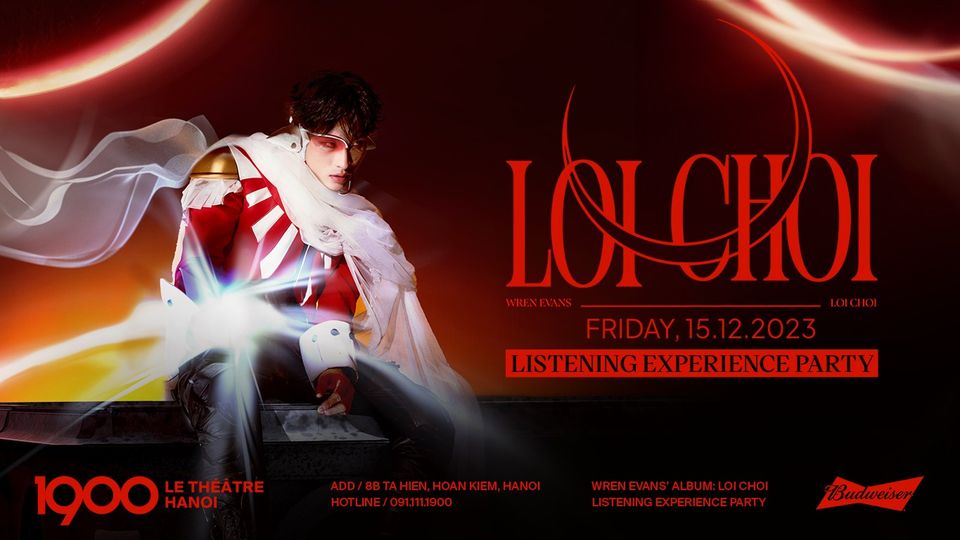 LOI CHOI
WREN EVANS
LOI CHOI
FRIDAY, 15.12.2023
LISTENING EXPERIENCE PARTY
1900
LE THÉÂTRE
HANOI
ADD / 8B TA HIEN, HOAN KIEM, HANOI
HOTLINE / 091.111.1900
WREN EVANS' ALBUM: LOI CHOI
LISTENING EXPERIENCE PARTY
Budweiser